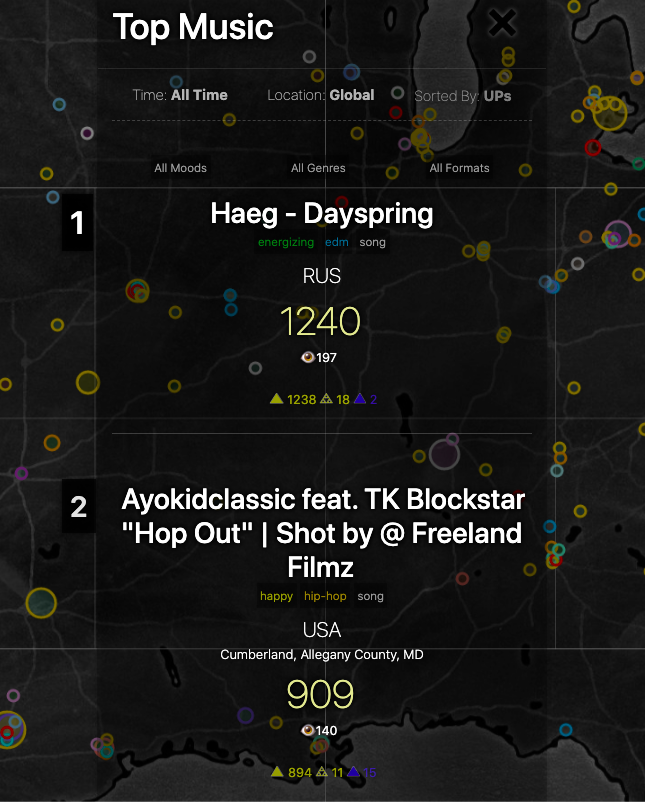 Top Music
Time: All Time Location: Global Sorted By: UPs
All Moods All Genres All Formats
1
Haeg - Dayspring
energizing edm song
RUS
1240
197
1238 18 2
2
Ayokidclassic feat. TK Blockstar
"Hop Out" | Shot by @ Freeland
Filmz
happy hip-hop song
USA
Cumberland, Allegany County, MD
909
140
894 11 15